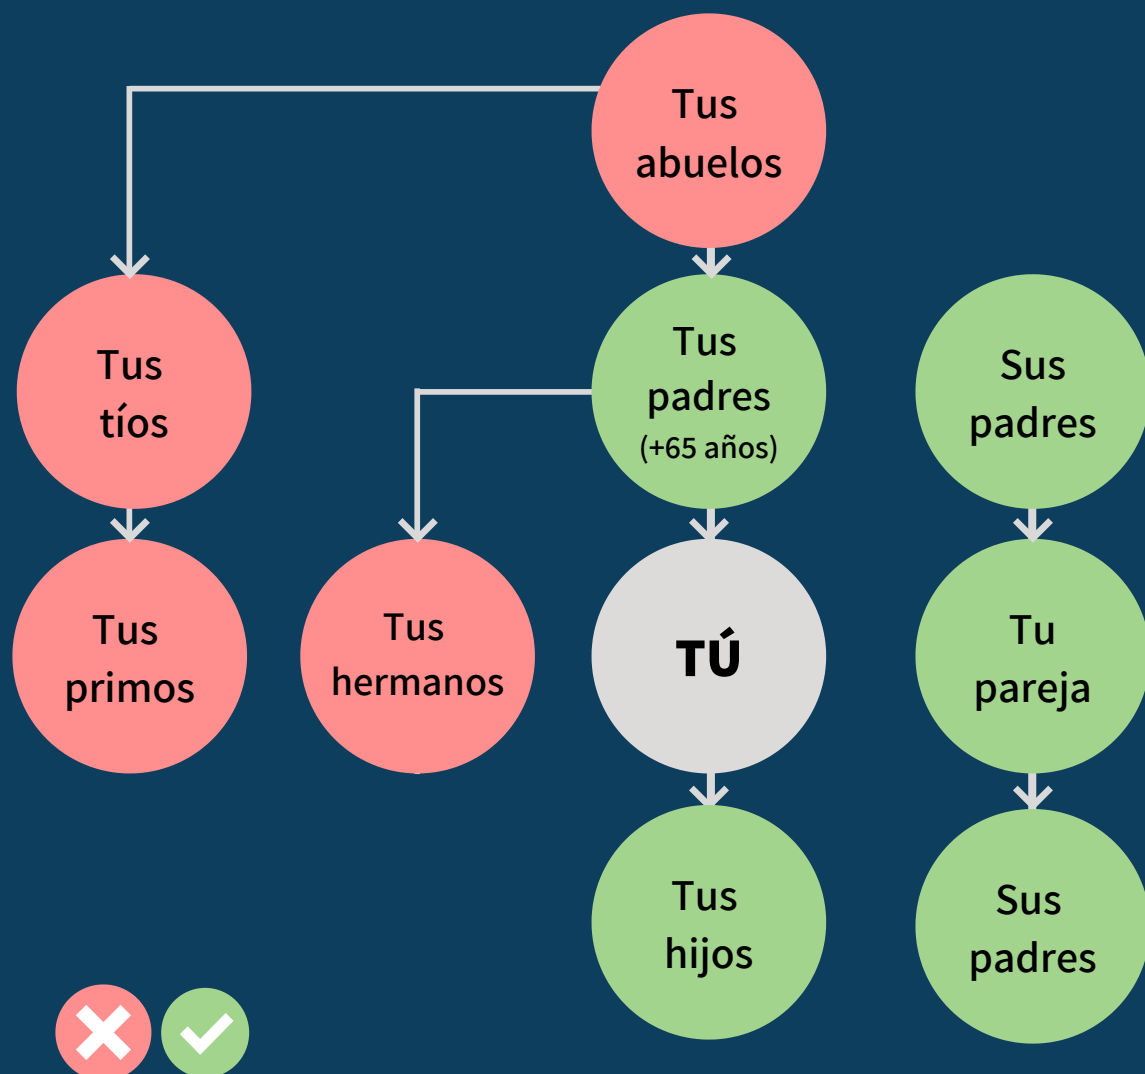 Tus
abuelos
Tus
tíos
Tus
padres
(+65 años)
Sus
padres
Tus
primos
Tus
hermanos
TÚ
Tu
pareja
Tus
hijos
Sus
padres